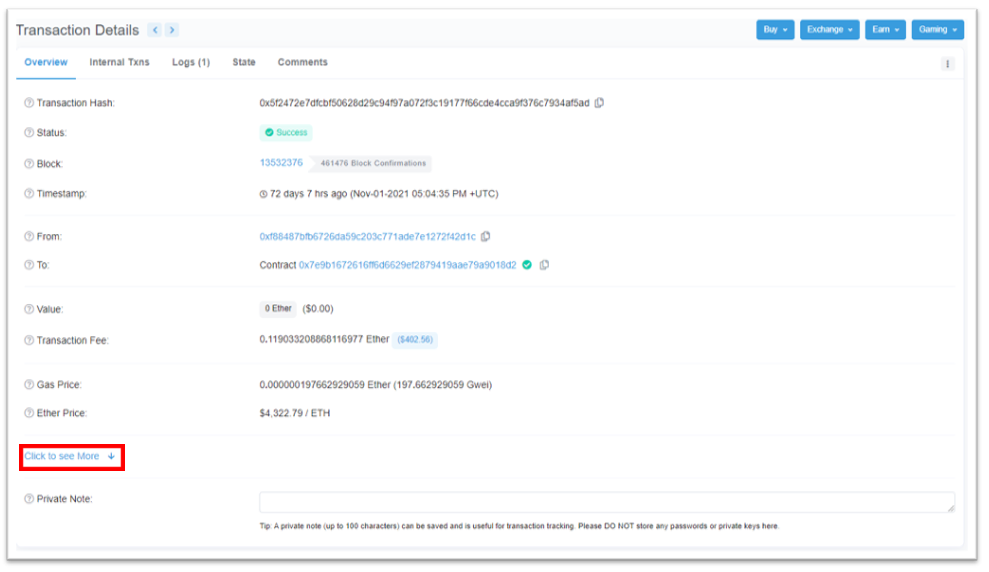 Transaction Details
Buy Exchange Earn Gaming
Overview Internal Txns Logs (1) State Comments
Transaction Hash: 0x5f2472e7dfcbf50628d29c94f97a072f3c19177f66cde4cca9f376c7934af5ad
Status: Success
Block: 13532376 461476 Block Confirmations
Timestamp: 72 days 7 hrs ago (Nov-01-2021 05:04:35 PM +UTC)
From: 0xf88487bfb6726da59c203c771ade7e1272f42d1c
To: Contract 0x7e9b1672616ff6d6629ef2879419aae79a9018d2
Value: 0 Ether ($0.00)
Transaction Fee: 0.119033208868116977 Ether ($402.56)
Gas Price: 0.000000197662929059 Ether (197.662929059 Gwei)
Ether Price: $4,322.79 / ETH
Click to see More
Private Note:
Tip: A private note (up to 100 characters) can be saved and is useful for transaction tracking. Please DO NOT store any passwords or private keys here.